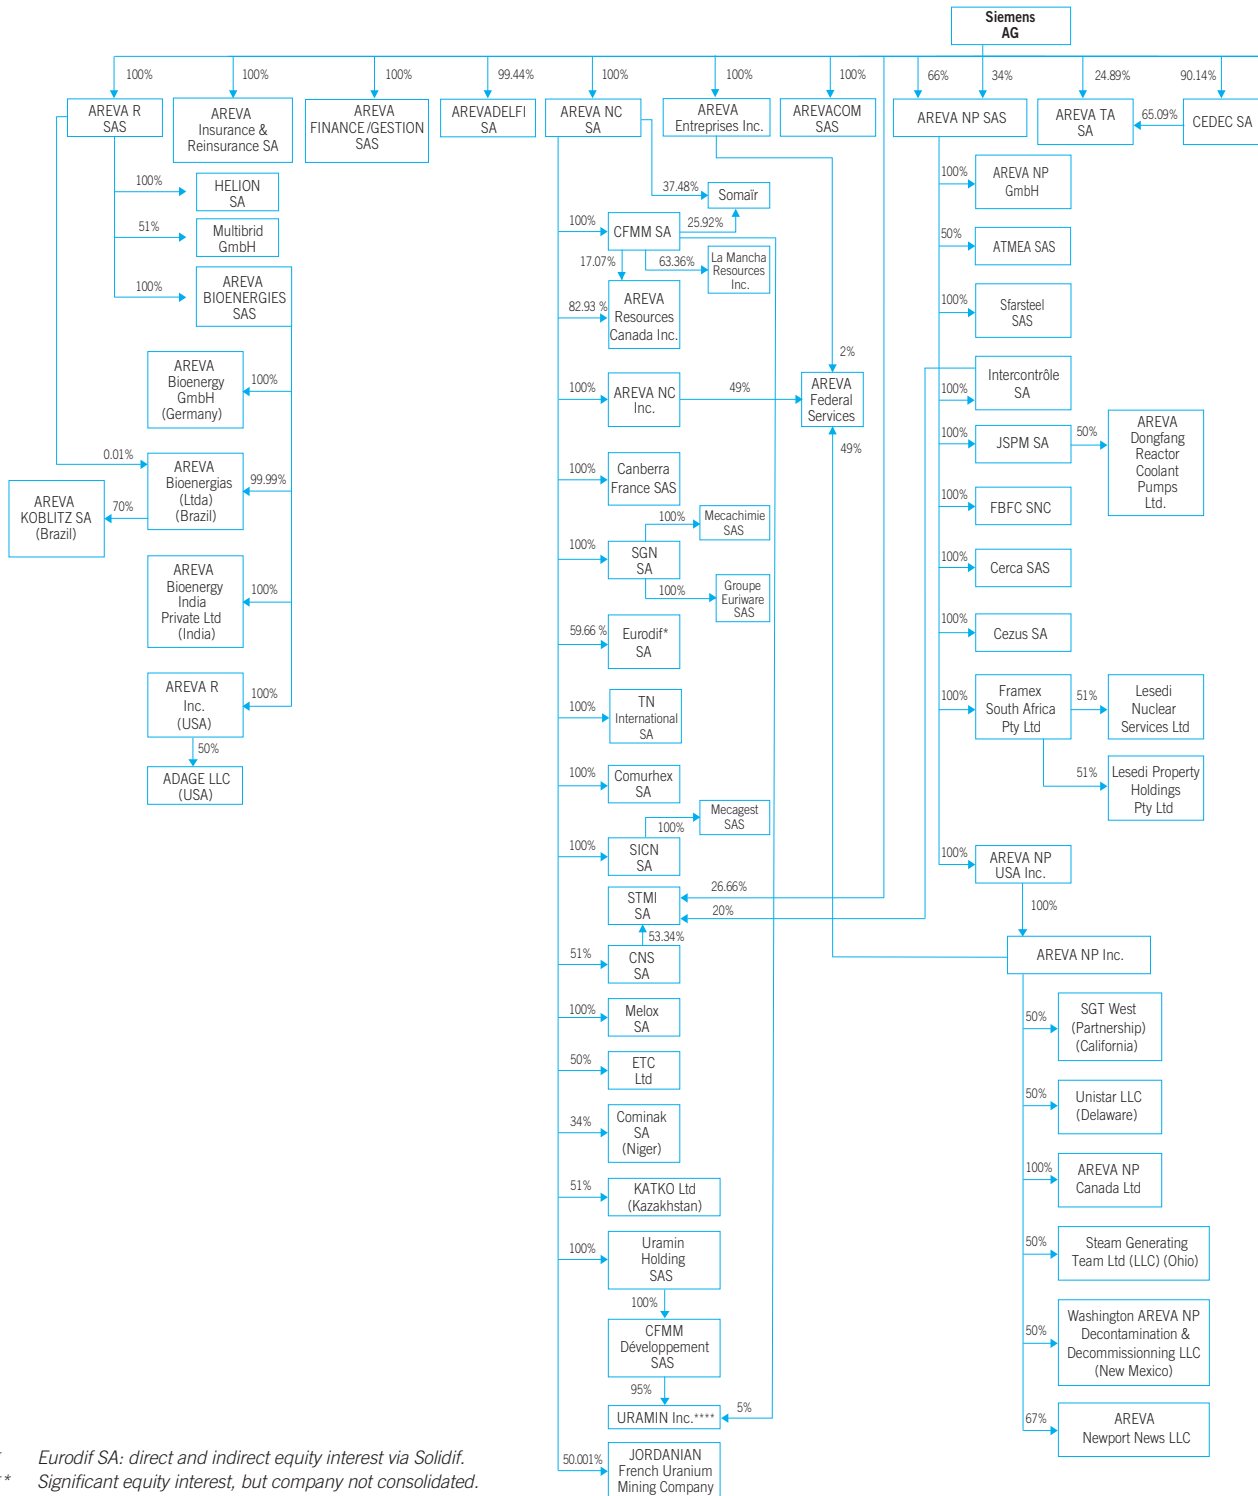 Siemens
AG
100%
100%
100%
99.44%
100%
100%
100%
66%
34%
24.89%
90.14%
AREVA R
SAS
AREVA
Insurance &
Reinsurance SA
AREVA
FINANCE/GESTION
SAS
AREVADELFI
SA
AREVA NC
SA
AREVA
Entreprises Inc.
AREVACOM
SAS
AREVA NP SAS
AREVA TA
SA
65.09%
CEDEC SA
100%
HELION
SA
51%
Multibrid
GmbH
100%
AREVA
BIOENERGIES
SAS
AREVA
Bioenergy
GmbH
(Germany)
100%
0.01%
AREVA
Bioenergias
(Ltda)
(Brazil)
99.99%
AREVA
KOBLITZ SA
(Brazil)
70%
AREVA
Bioenergy
India
Private Ltd
(India)
100%
AREVA R
Inc.
(USA)
100%
50%
ADAGE LLC
(USA)
37.48%
Somaïr
100%
CFMM SA
25.92%
17.07%
63.36%
La Mancha
Resources
Inc.
82.93 %
AREVA
Resources
Canada Inc.
2%
100%
AREVA NC
Inc.
49%
AREVA
Federal
Services
49%
100%
Canberra
France SAS
100%
Mecachimie
SAS
100%
SGN
SA
100%
Groupe
Euriware
SAS
59.66 %
Eurodif*
SA
100%
TN
International
SA
100%
Comurhex
SA
Mecagest
SAS
100%
100%
SICN
SA
STMI
SA
26.66%
20%
53.34%
51%
CNS
SA
100%
Melox
SA
50%
ETC
Ltd
34%
Cominak
SA
(Niger)
51%
KATKO Ltd
(Kazakhstan)
100%
Uramin
Holding
SAS
100%
CFMM
Développement
SAS
95%
URAMIN Inc.****
5%
50.001%
JORDANIAN
French Uranium
Mining Company
100%
AREVA NP
GmbH
50%
ATMEA SAS
100%
Sfarsteel
SAS
Intercontrôle
SA
100%
100%
JSPM SA
50%
AREVA
Dongfang
Reactor
Coolant
Pumps
Ltd.
100%
FBFC SNC
100%
Cerca SAS
100%
Cezus SA
100%
Framex
South Africa
Pty Ltd
51%
Lesedi
Nuclear
Services Ltd
51%
Lesedi Property
Holdings
Pty Ltd
100%
AREVA NP
USA Inc.
100%
AREVA NP Inc.
50%
SGT West
(Partnership)
(California)
50%
Unistar LLC
(Delaware)
100%
AREVA NP
Canada Ltd
50%
Steam Generating
Team Ltd (LLC) (Ohio)
50%
Washington AREVA NP
Decontamination &
Decommissionning LLC
(New Mexico)
67%
AREVA
Newport News LLC
* Eurodif SA: direct and indirect equity interest via Solidif.
* Significant equity interest, but company not consolidated.